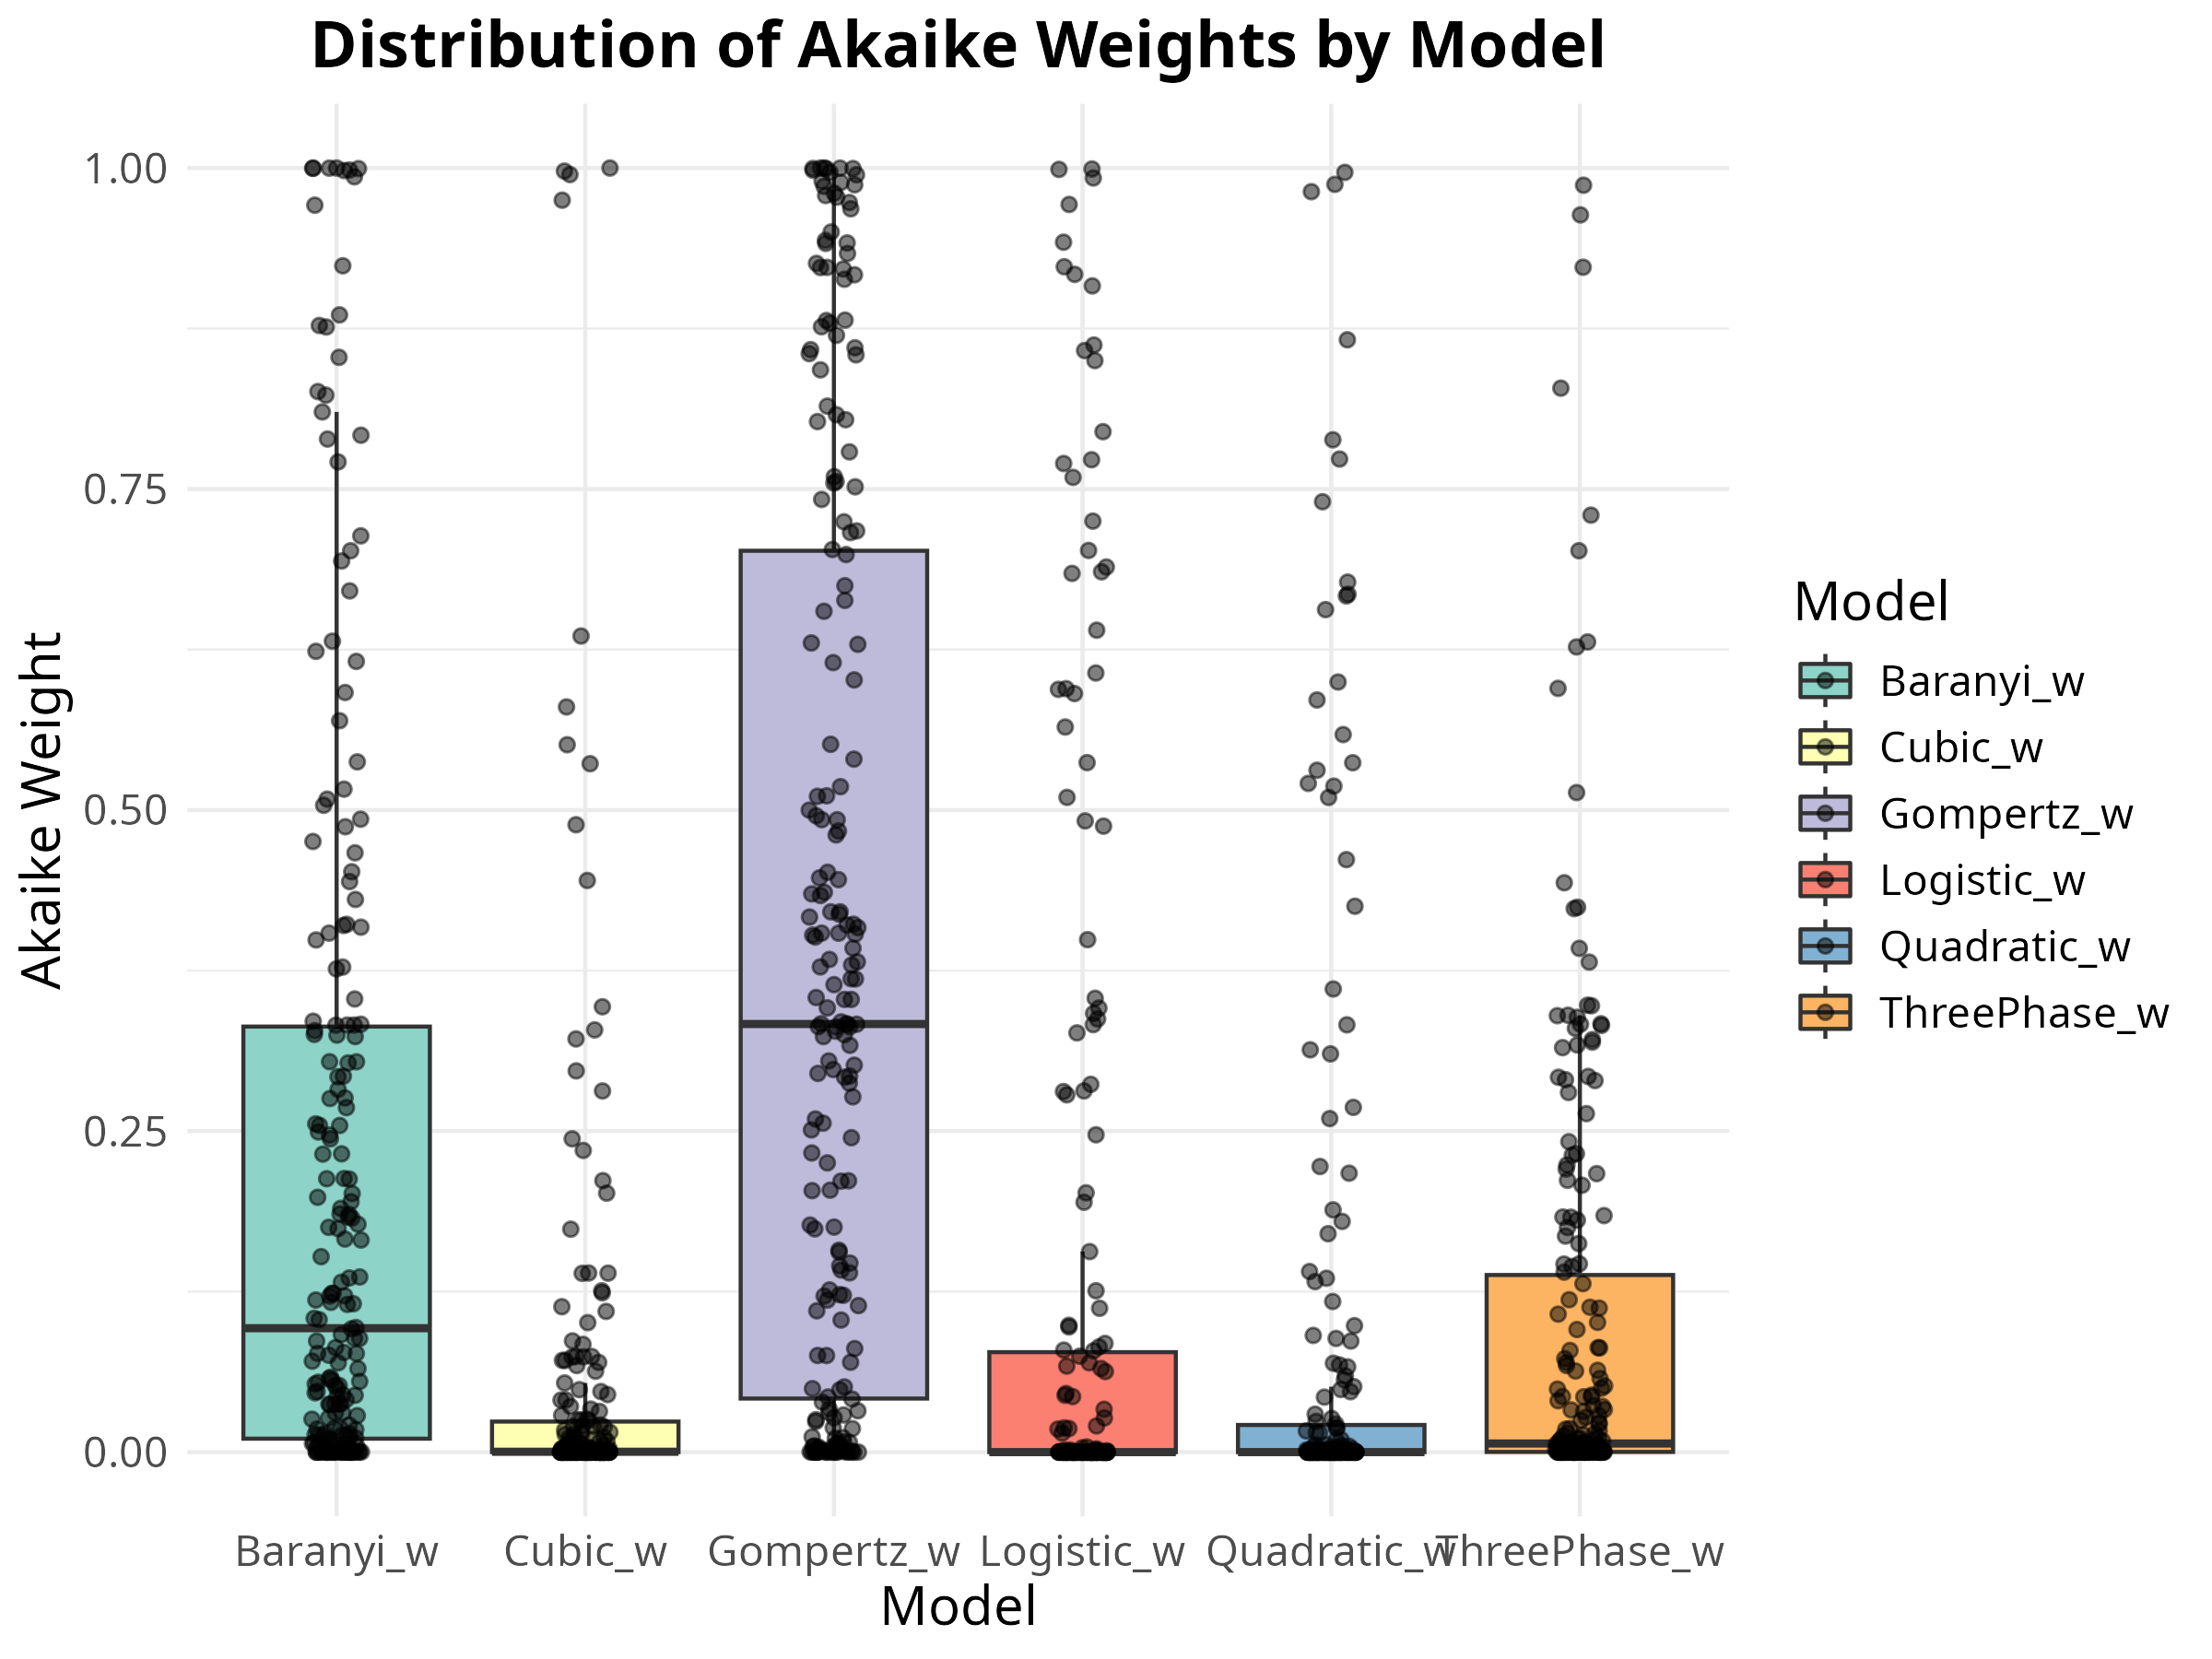 Distribution of Akaike Weights by Model
Akaike Weight
1.00
0.75
0.50
0.25
0.00
Baranyi_w
Cubic_w
Gompertz_w
Logistic_w
Quadratic_w
ThreePhase_w
Model
Model
Baranyi_w
Cubic_w
Gompertz_w
Logistic_w
Quadratic_w
ThreePhase_w